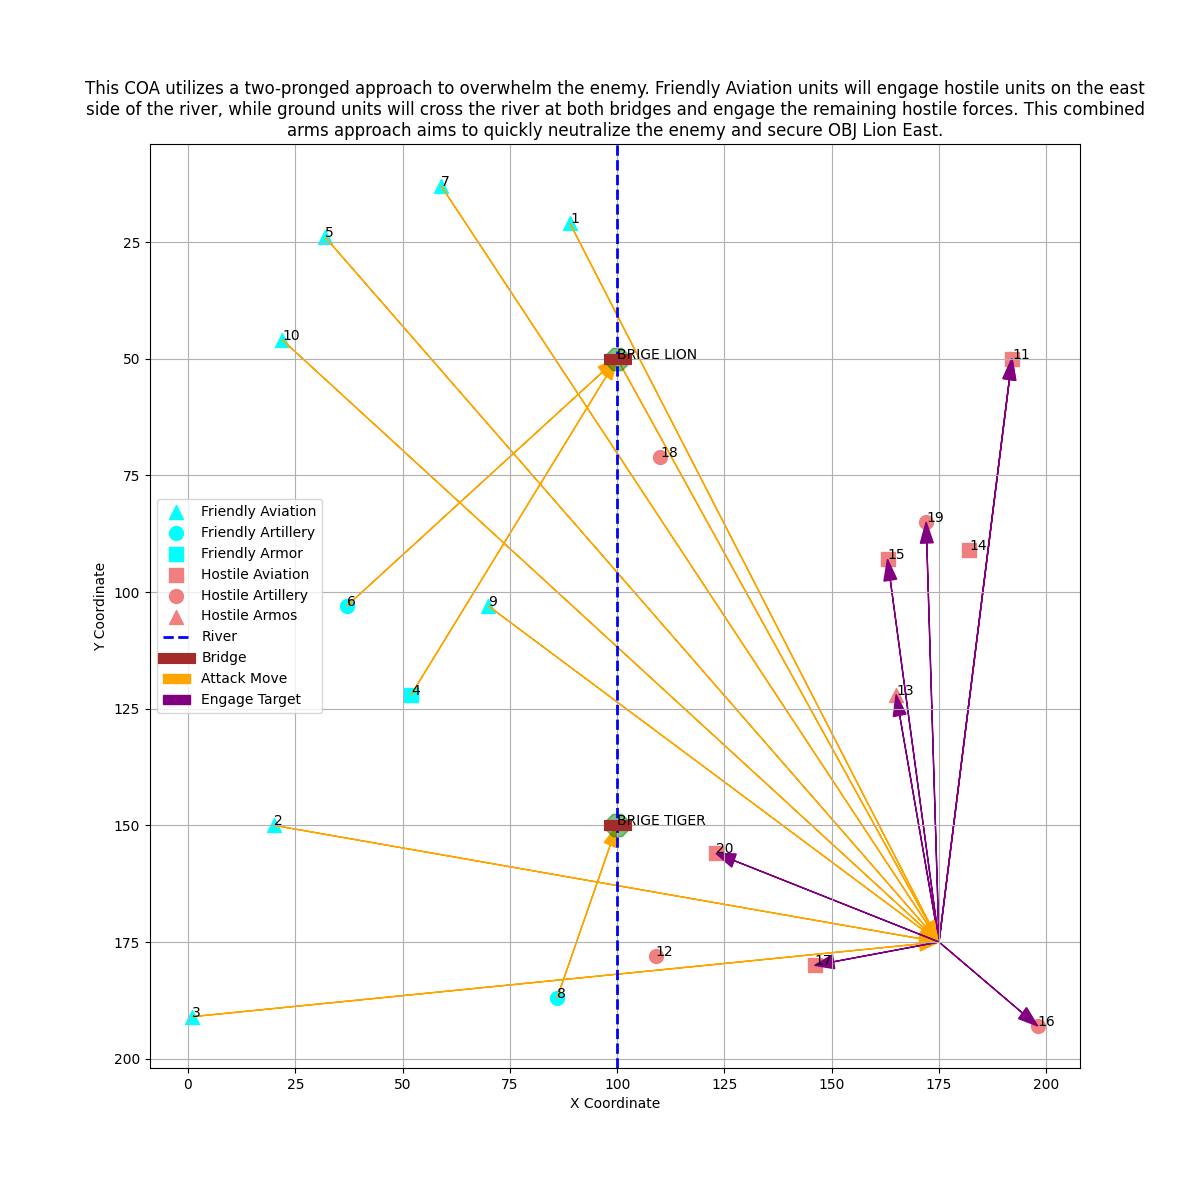 This COA utilizes a two-pronged approach to overwhelm the enemy. Friendly Aviation units will engage hostile units on the east
side of the river, while ground units will cross the river at both bridges and engage the remaining hostile forces. This combined
arms approach aims to quickly neutralize the enemy and secure OBJ Lion East.
7
1
5
25
10
BRIGE LION
11
50
18
75
19
14
15
Friendly Aviation
Friendly Artillery
Friendly Armor
Hostile Aviation
Hostile Artillery
Hostile Armos
River
Bridge
Attack Move
Engage Target
100
6
9
Y Coordinate
4
13
125
2
BRIGE TIGER
150
20
12
17
175
8
3
16
200
0
25
50
75
100
125
150
175
200
X Coordinate